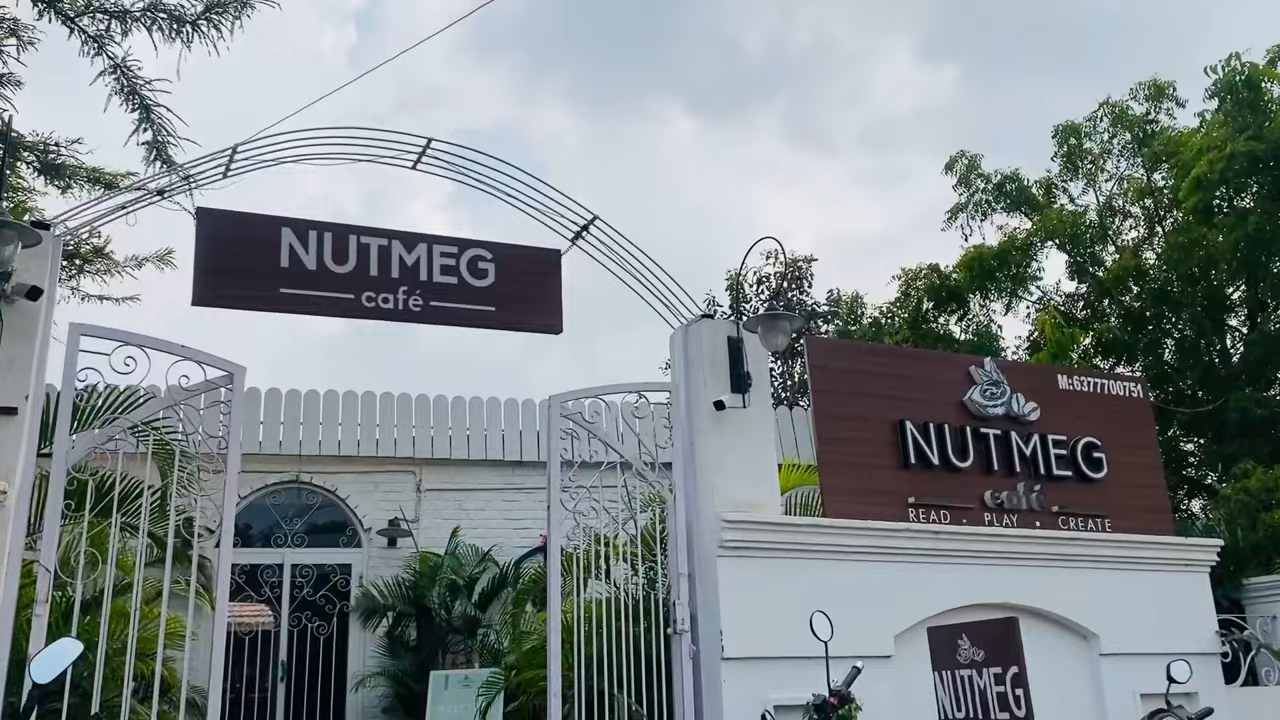 NUTMEG
café
M:6377700751
NUTMEG
café
READ . PLAY . CREATE
NUTMEG